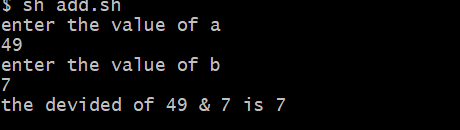 $ sh add.sh
enter the value of a
49
enter the value of b
7
the devided of 49 & 7 is 7